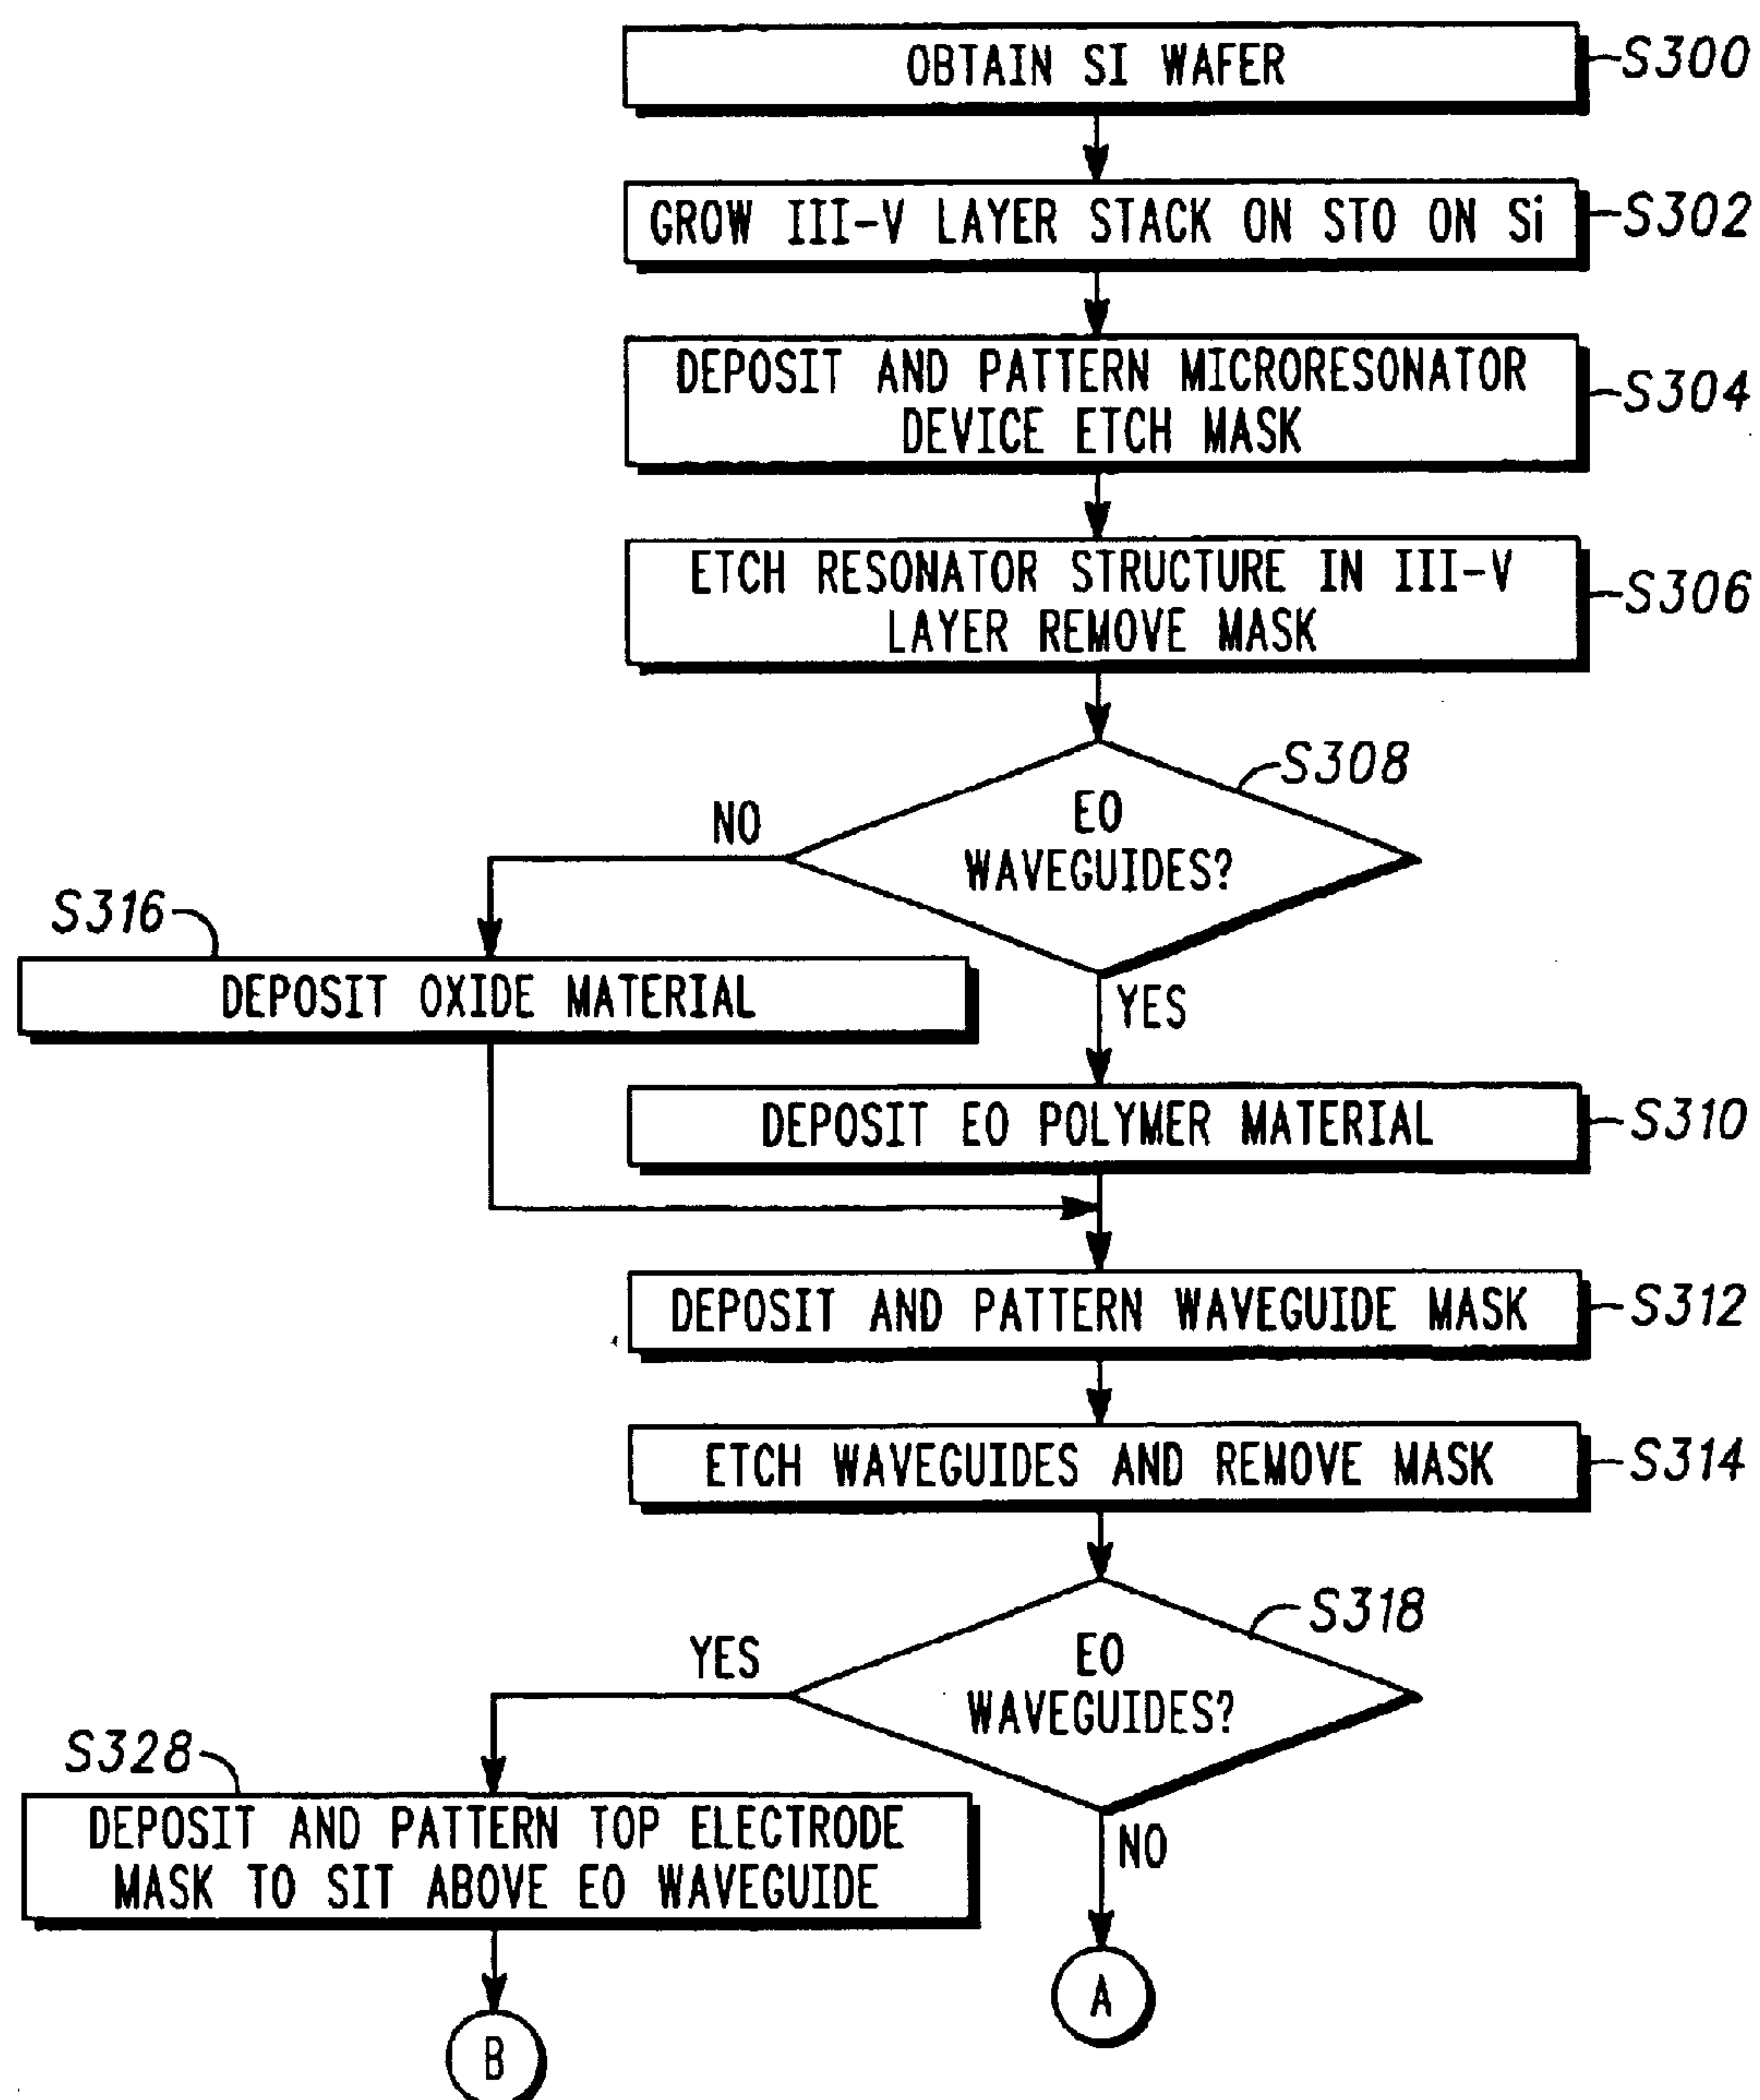 OBTAIN SI WAFER
S300
GROW III-V LAYER STACK ON STO ON Si
S302
DEPOSIT AND PATTERN MICRORESONATOR
DEVICE ETCH MASK
S304
ETCH RESONATOR STRUCTURE IN III-V
LAYER REMOVE MASK
S306
EO
WAVEGUIDES?
S308
NO
YES
S316
DEPOSIT OXIDE MATERIAL
DEPOSIT EO POLYMER MATERIAL
S310
DEPOSIT AND PATTERN WAVEGUIDE MASK
S312
ETCH WAVEGUIDES AND REMOVE MASK
S314
EO
WAVEGUIDES?
S318
YES
NO
S328
DEPOSIT AND PATTERN TOP ELECTRODE
MASK TO SIT ABOVE EO WAVEGUIDE
A
B